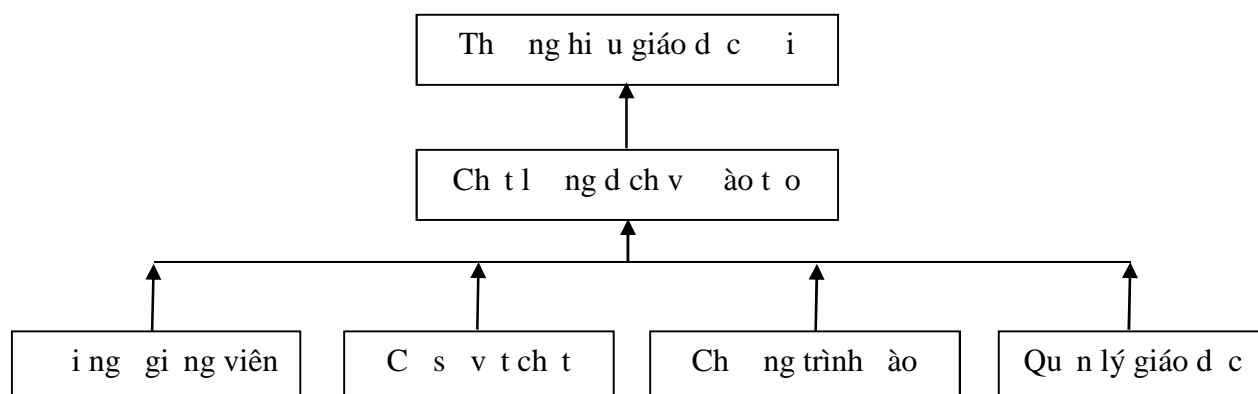 Th ng hi u giáo d c i
Ch t l ng d ch v ào t o
i ng gi ng viên
C s v t ch t
Ch ng trình ào
Qu n lý giáo d c